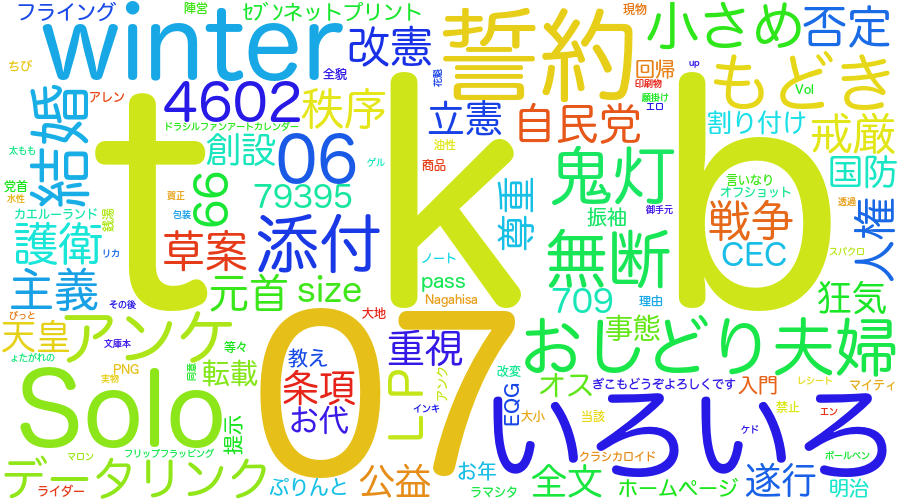 フライング
陣営
ｾﾌﾞﾝネットプリント
現物
winter
改憲
誓約
小さめ
否定
ちび
全貌
花騎
up
回帰
印刷物
もどき
アレン
4602
秩序
願掛け
エロ
Vol
結婚
ドラシルファンアートカレンダー
立憲
自民党
割り付け
戒厳
t
k
b
太もも
創設
06
油性
ゲル
商品
鬼灯
言いなり
国防
党首
水性
賀正
66
79395
オフショット
カエルーランド
銭湯
包装
尊重
振袖
御手元
戦争
透過
人権
護衛
リカ
草案
添付
ノート
無断
CEC
スパクロ
主義
元首
size
pass
Nagahisa
709
理由
狂気
その後
ぴっと
天皇
アンケ
文庫本
07
大地
重視
おしどり夫婦
事態
等々
教え
ょたがれの
PNG
実物
同意
転載
条項
お代
LP
アンク
改変
EQG
オス
ぎこもどうぞよろしくです
入門
レシート
マイティ
Solo
インキ
いろいろ
大小
当該
禁止
エン
提示
ケド
マロン
フリップフラッピング
クラシカロイド
ボールペン
データリンク
公益
お年
全文
遂行
ライダー
ぷりんと
ラマシタ
ホームページ
明治